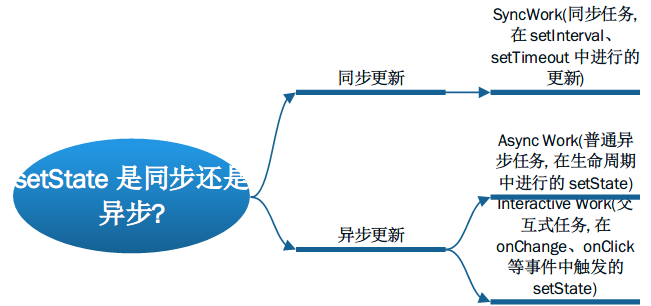 setState 是同步还是
异步?
同步更新
SyncWork(同步任务,
在 setInterval、
setTimeout 中进行的
更新)
异步更新
Async Work(普通异
步任务, 在生命周期
中进行的 setState)
Interactive Work(交
互式任务, 在
onChange、onClick
等事件中触发的
setState)